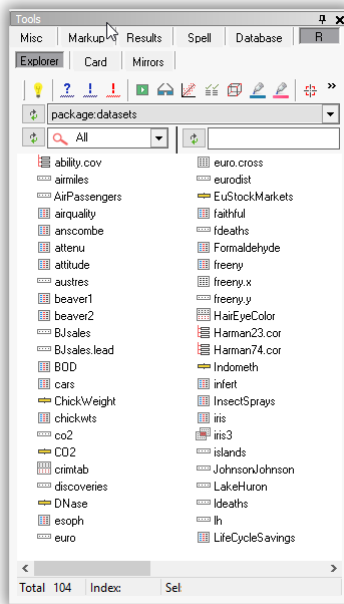 Tools
Misc Markup Results Spell Database R
Explorer Card Mirrors
package:datasets
All
ability.cov
airmiles
AirPassengers
airquality
anscombe
attenu
attitude
austres
beaver1
beaver2
BJsales
BJsales.lead
BOD
cars
ChickWeight
chickwts
co2
CO2
crimtab
discoveries
DNase
esoph
euro
euro.cross
eurodist
EuStockMarkets
faithful
fdeaths
Formaldehyde
freeny
freeny.x
freeny.y
HairEyeColor
Harman23.cor
Harman74.cor
Indometh
infert
InsectSprays
iris
iris3
islands
JohnsonJohnson
LakeHuron
ldeaths
lh
LifeCycleSavings
Total 104 Index: Sel: